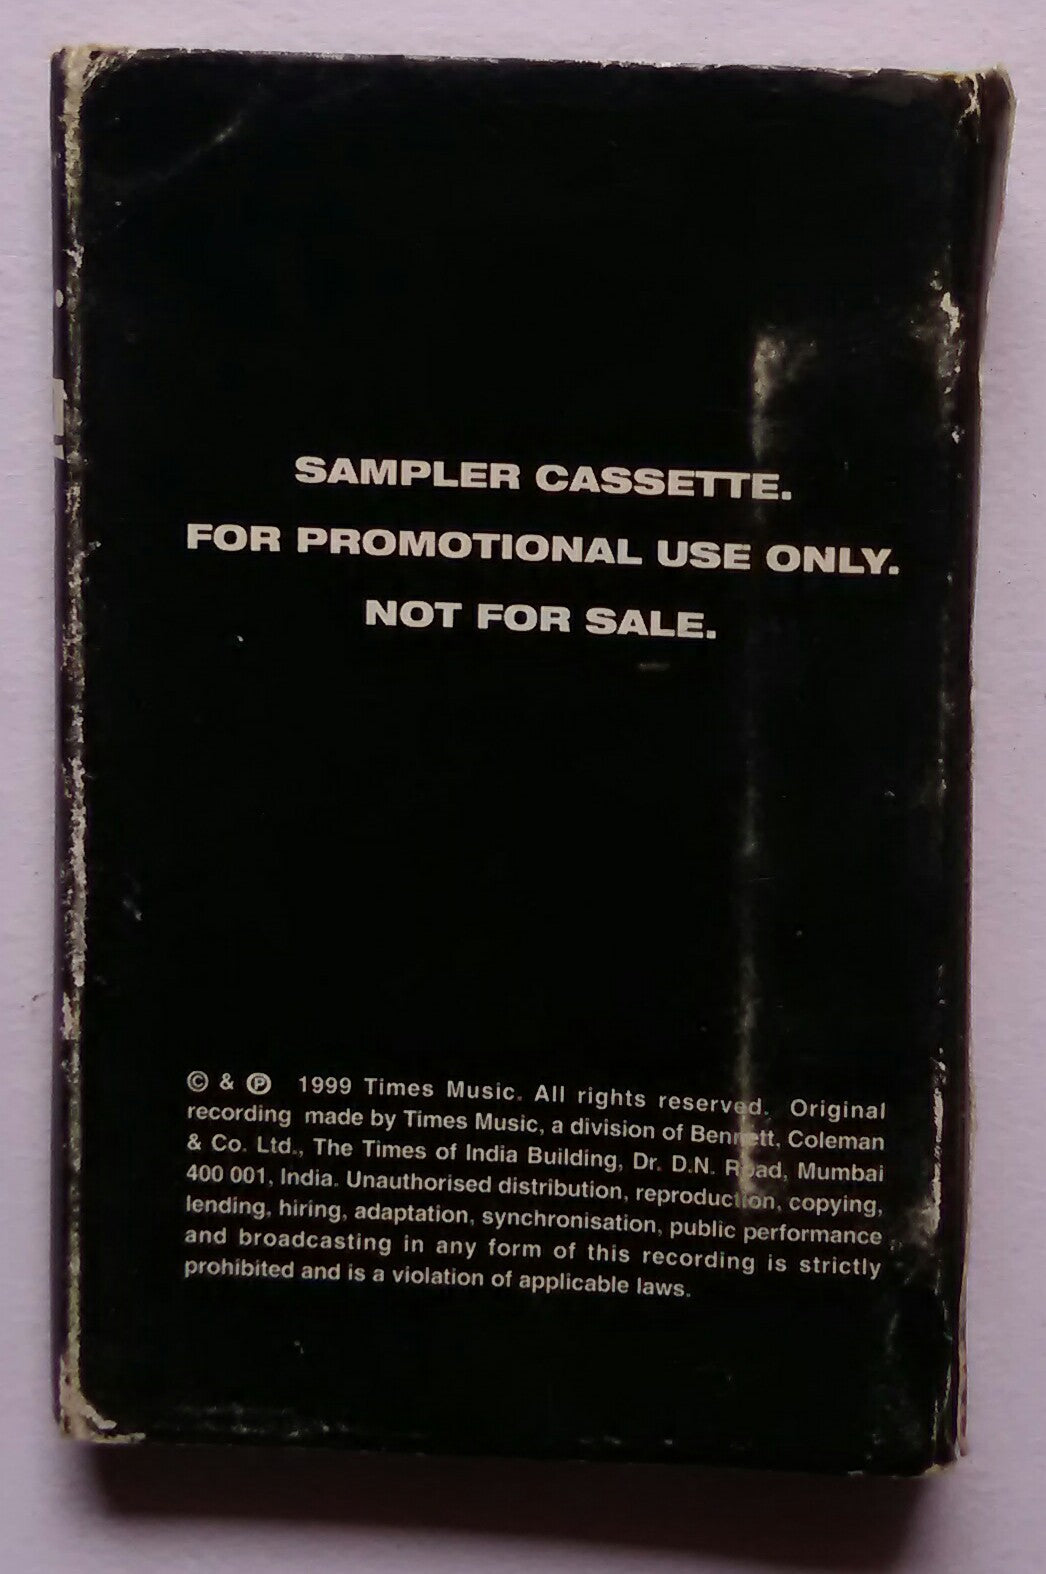 SAMPLER CASSETTE.
FOR PROMOTIONAL USE ONLY.
NOT FOR SALE.
© & ℗ 1999 Times Music. All rights reserved. Original
recording made by Times Music, a division of Bennett, Coleman
& Co. Ltd., The Times of India Building, Dr. D.N. Road, Mumbai
400 001, India. Unauthorised distribution, reproduction, copying,
lending, hiring, adaptation, synchronisation, public performance
and broadcasting in any form of this recording is strictly
prohibited and is a violation of applicable laws.